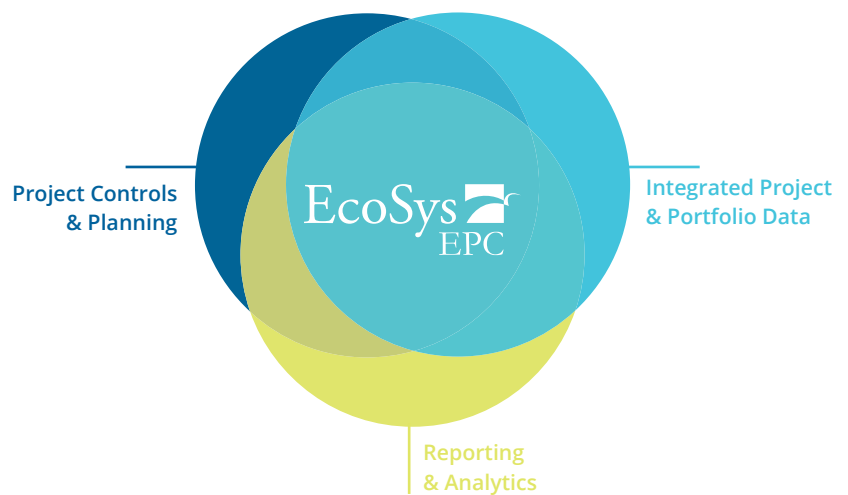 Project Controls
& Planning
EcoSys
EPC
Integrated Project
& Portfolio Data
Reporting
& Analytics